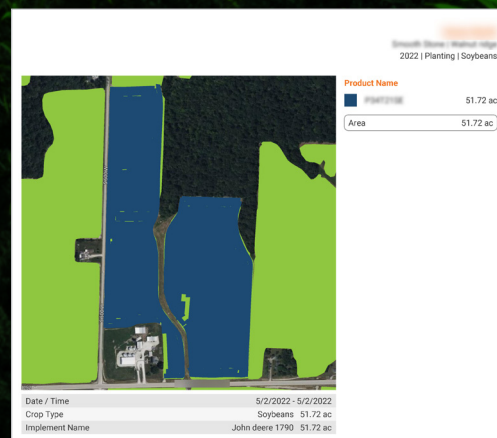 2022 | Planting | Soybeans
Product Name
51.72 ac
Area 51.72 ac
Date / Time 5/2/2022 - 5/2/2022
Crop Type Soybeans 51.72 ac
Implement Name John deere 1790 51.72 ac